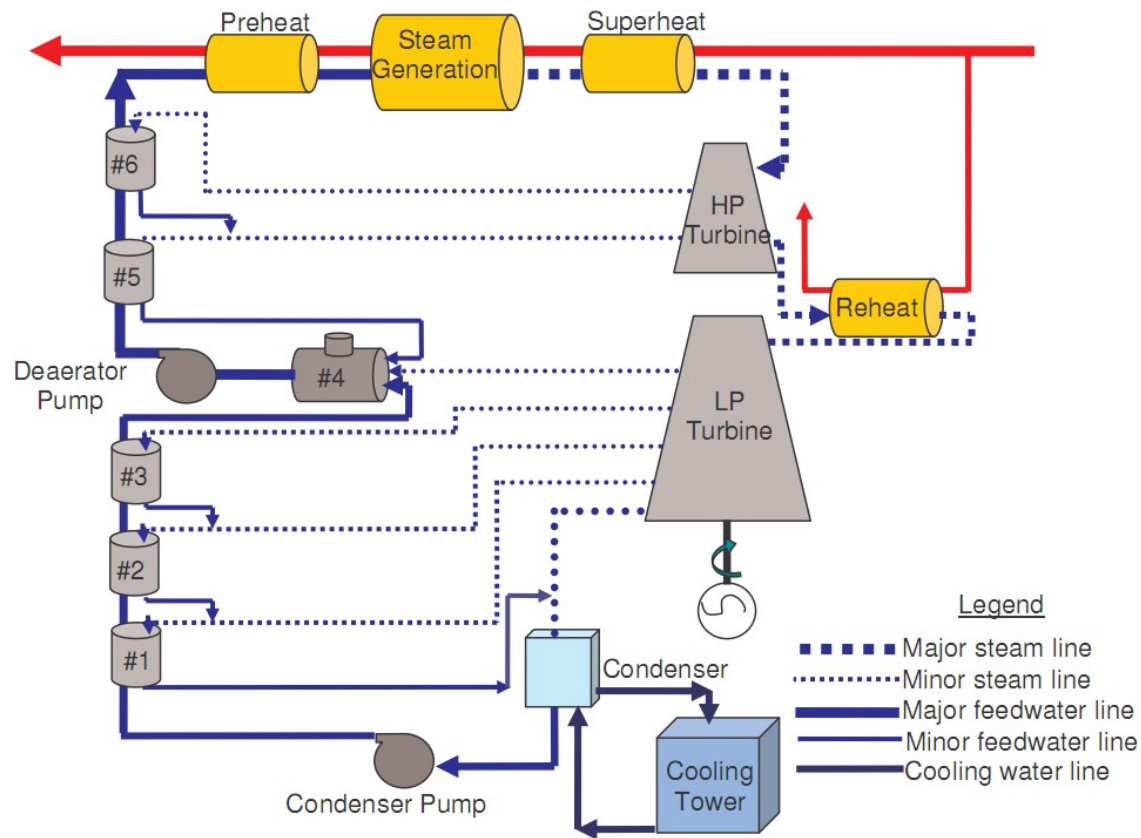 Preheat
Superheat
Steam
Generation
#6
HP
Turbine
#5
Reheat
Deaerator
Pump
#4
LP
Turbine
#3
#2
#1
Condenser
Condenser Pump
Cooling
Tower
Legend
Major steam line
Minor steam line
Major feedwater line
Minor feedwater line
Cooling water line